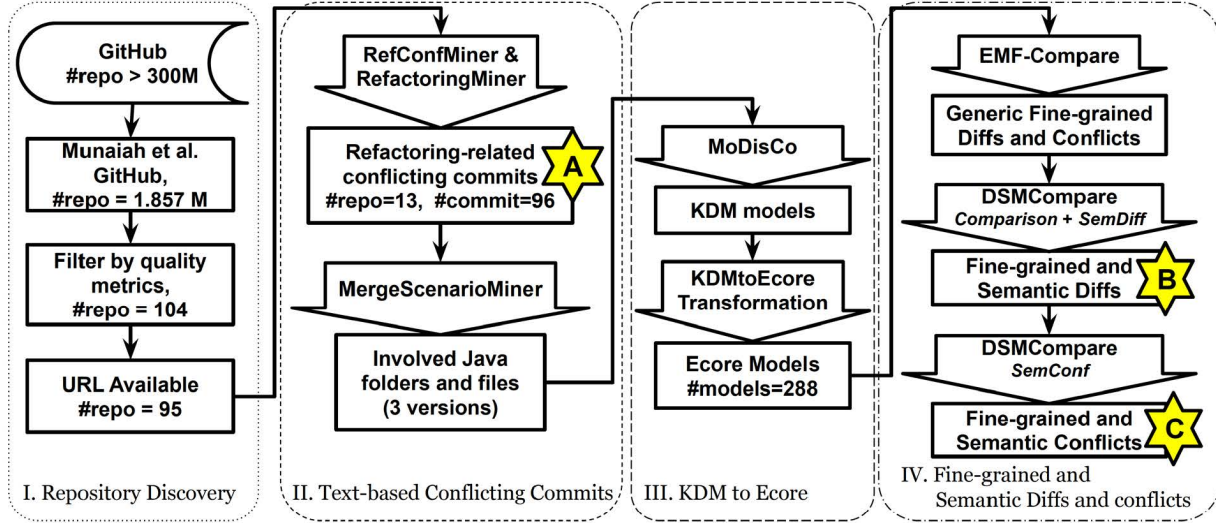 GitHub
#repo > 300M
Munaiah et al.
GitHub,
#repo = 1.857 M
Filter by quality
metrics,
#repo = 104
URL Available
#repo = 95
I. Repository Discovery
RefConfMiner &
RefactoringMiner
Refactoring-related
conflicting commits
#repo=13, #commit=96
A
MergeScenarioMiner
Involved Java
folders and files
(3 versions)
II. Text-based Conflicting Commits
MoDisCo
KDM models
KDMtoEcore
Transformation
Ecore Models
#models=288
III. KDM to Ecore
EMF-Compare
Generic Fine-grained
Diffs and Conflicts
DSMCompare
Comparison + SemDiff
Fine-grained and
Semantic Diffs
B
DSMCompare
SemConf
Fine-grained and
Semantic Conflicts
C
IV. Fine-grained and
Semantic Diffs and conflicts